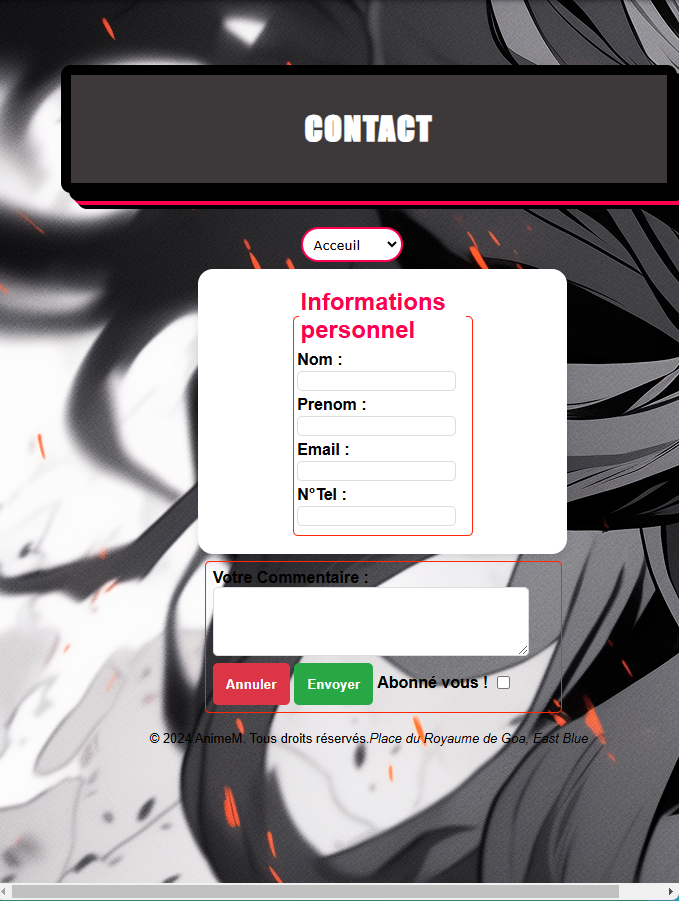 CONTACT
Acceuil
Informations
personnel
Nom :
Prenom :
Email :
N°Tel :
Votre Commentaire :
Annuler Envoyer Abonné vous !
© 2024 AnimeM. Tous droits réservés.Place du Royaume de Goa, East Blue .